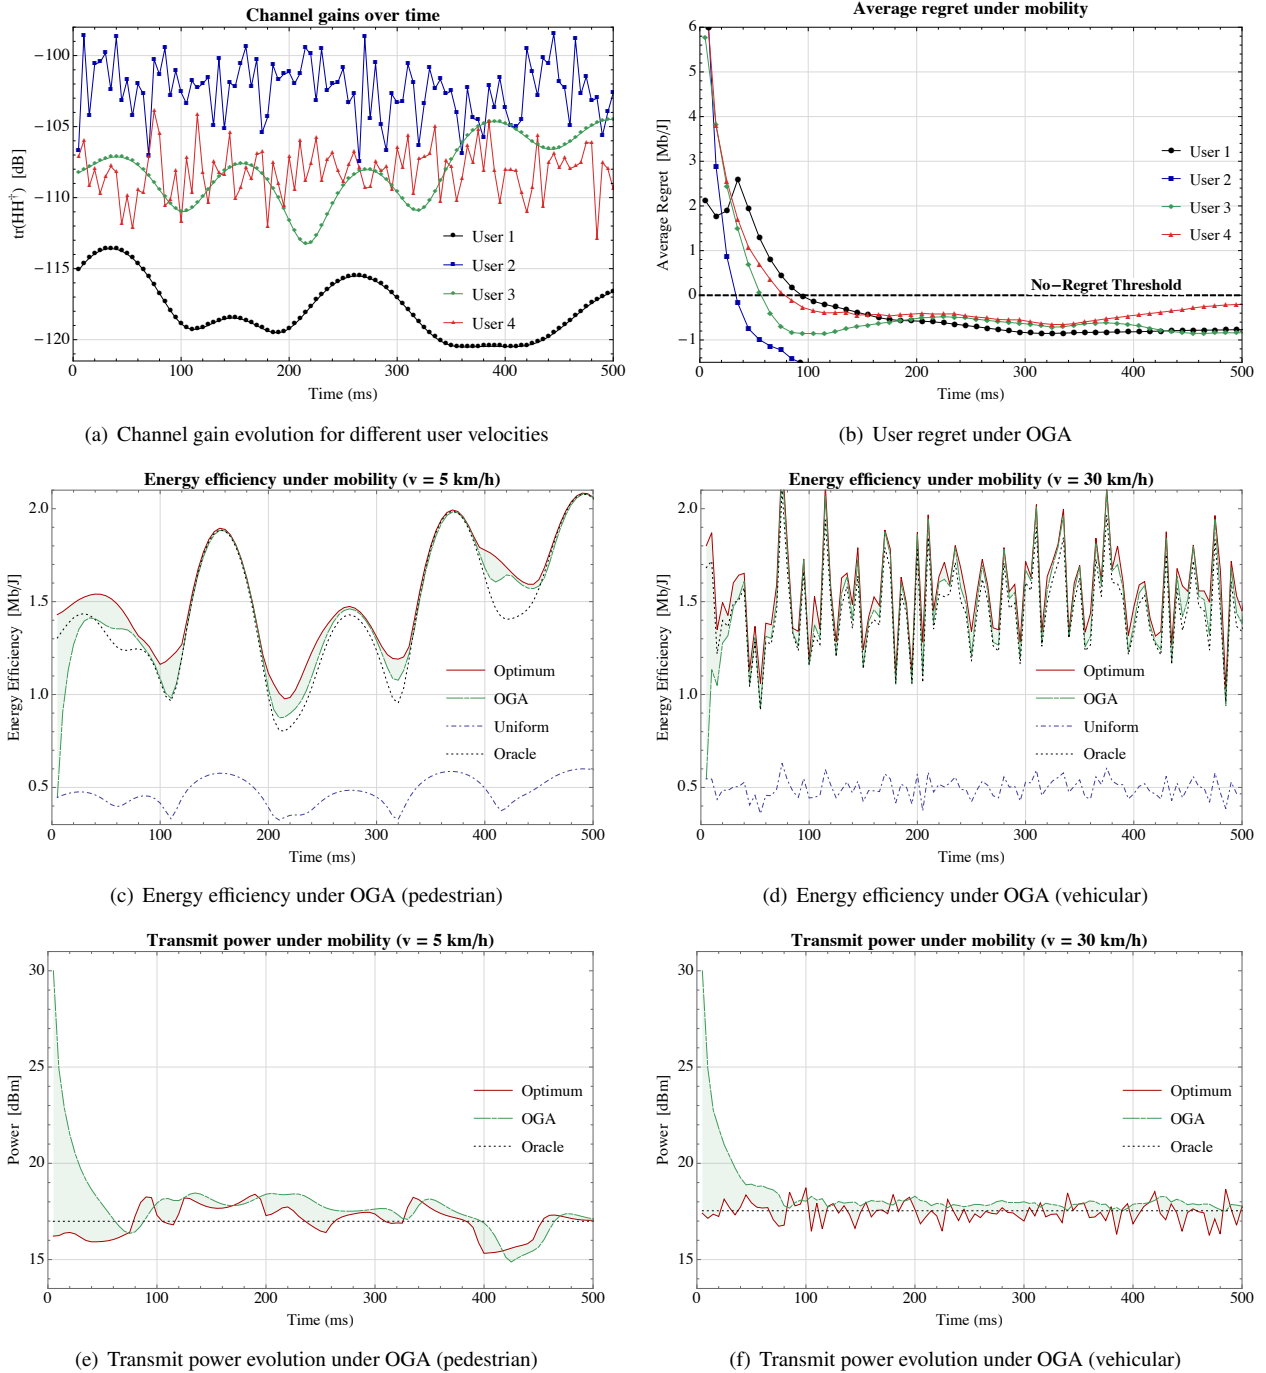 Channel gains over time
tr(HH†) [dB]
-100
-105
-110
-115
-120
User 1
User 2
User 3
User 4
0
100
200
300
400
500
Time (ms)
(a) Channel gain evolution for different user velocities
Average regret under mobility
Average Regret [Mb/J]
6
5
4
3
2
1
0
-1
User 1
User 2
User 3
User 4
No-Regret Threshold
0
100
200
300
400
500
Time (ms)
(b) User regret under OGA
Energy efficiency under mobility (v = 5 km/h)
Energy Efficiency [Mb/J]
2.0
1.5
1.0
0.5
Optimum
OGA
Uniform
Oracle
0
100
200
300
400
500
Time (ms)
(c) Energy efficiency under OGA (pedestrian)
Energy efficiency under mobility (v = 30 km/h)
Energy Efficiency [Mb/J]
2.0
1.5
1.0
0.5
Optimum
OGA
Uniform
Oracle
0
100
200
300
400
500
Time (ms)
(d) Energy efficiency under OGA (vehicular)
Transmit power under mobility (v = 5 km/h)
Power [dBm]
30
25
20
15
Optimum
OGA
Oracle
0
100
200
300
400
500
Time (ms)
(e) Transmit power evolution under OGA (pedestrian)
Transmit power under mobility (v = 30 km/h)
Power [dBm]
30
25
20
15
Optimum
OGA
Oracle
0
100
200
300
400
500
Time (ms)
(f) Transmit power evolution under OGA (vehicular)